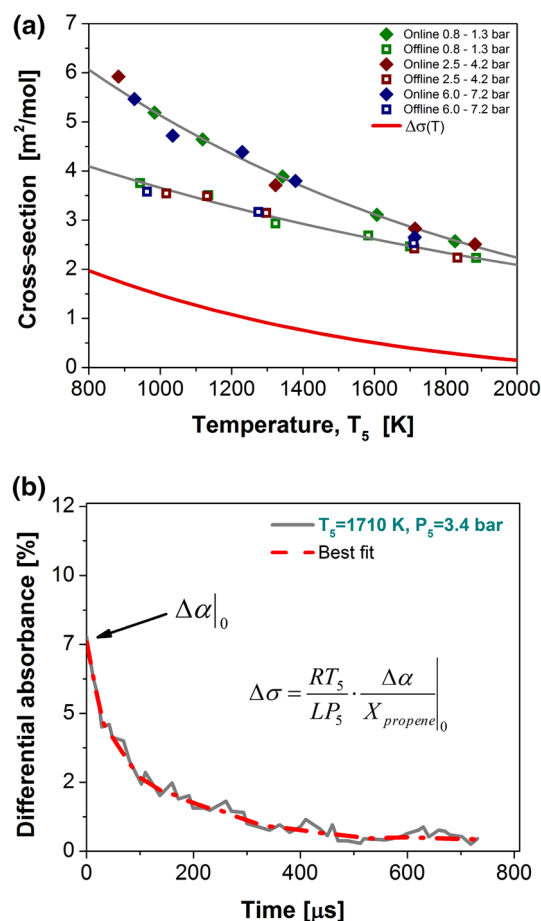 (a)
Online 0.8 - 1.3 bar
Offline 0.8 - 1.3 bar
Online 2.5 - 4.2 bar
Offline 2.5 - 4.2 bar
Online 6.0 - 7.2 bar
Offline 6.0 - 7.2 bar
Δσ(T)
7
6
5
4
3
2
1
0
Cross-section [m²/mol]
800 1000 1200 1400 1600 1800 2000
Temperature, T₅ [K]
(b)
T₅=1710 K, P₅=3.4 bar
Best fit
Δα|₀
Δσ = RT₅/LP₅ · Δα/X_propene|₀
12
10
7
5
2
0
Differential absorbance [%]
0 200 400 600 800
Time [µs]